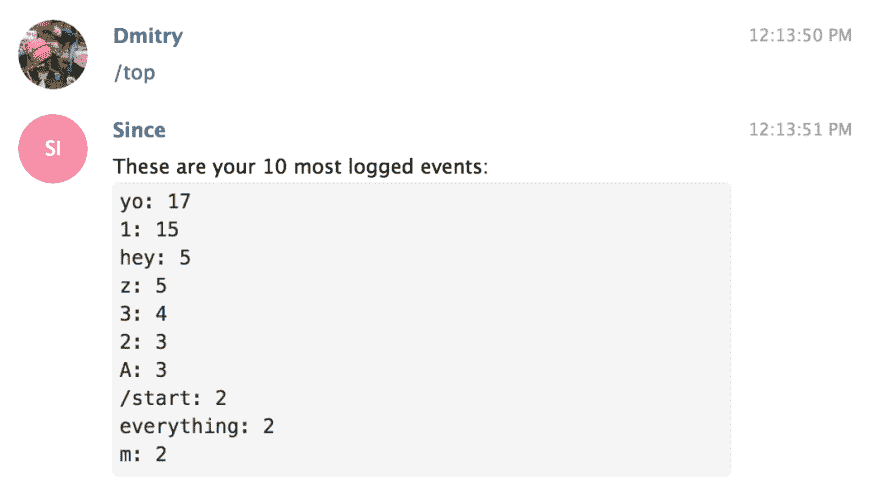 Dmitry 12:13:50 PM
/top
Since 12:13:51 PM
SI
These are your 10 most logged events:
yo: 17
1: 15
hey: 5
z: 5
3: 4
2: 3
A: 3
/start: 2
everything: 2
m: 2